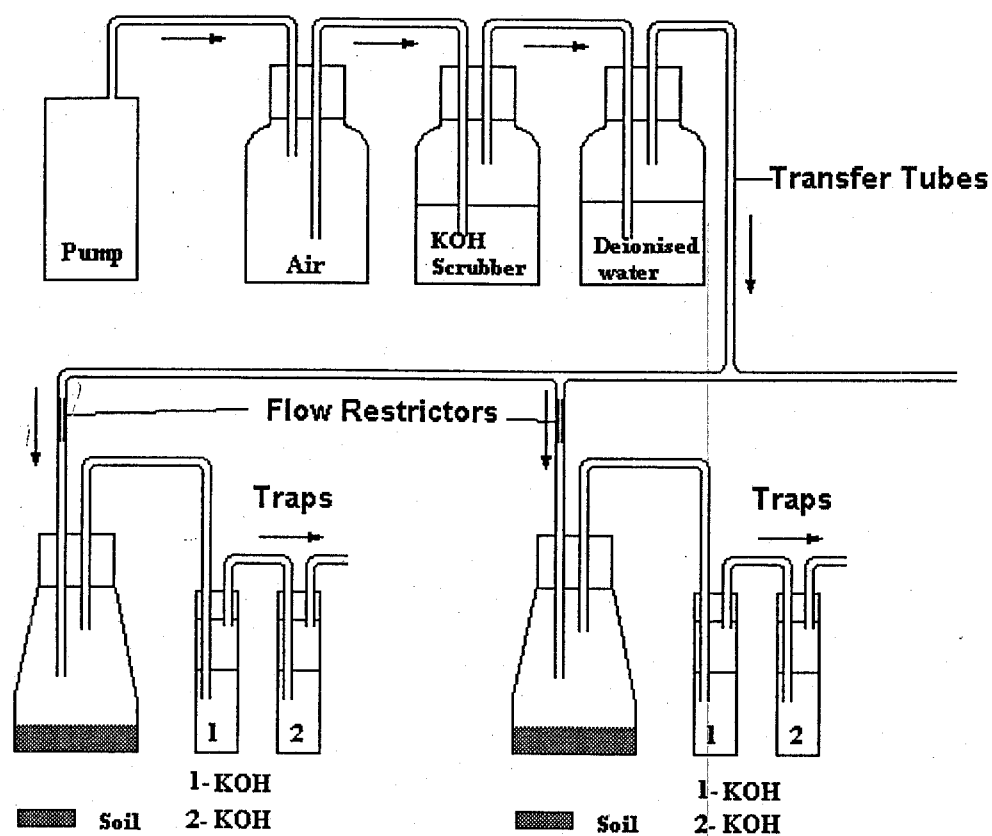 Pump
Air
KOH
Scrubber
Deionised
water
Transfer Tubes
Flow Restrictors
Traps
Traps
1
2
1
2
1- KOH
2- KOH
Soil
1- KOH
2- KOH
Soil